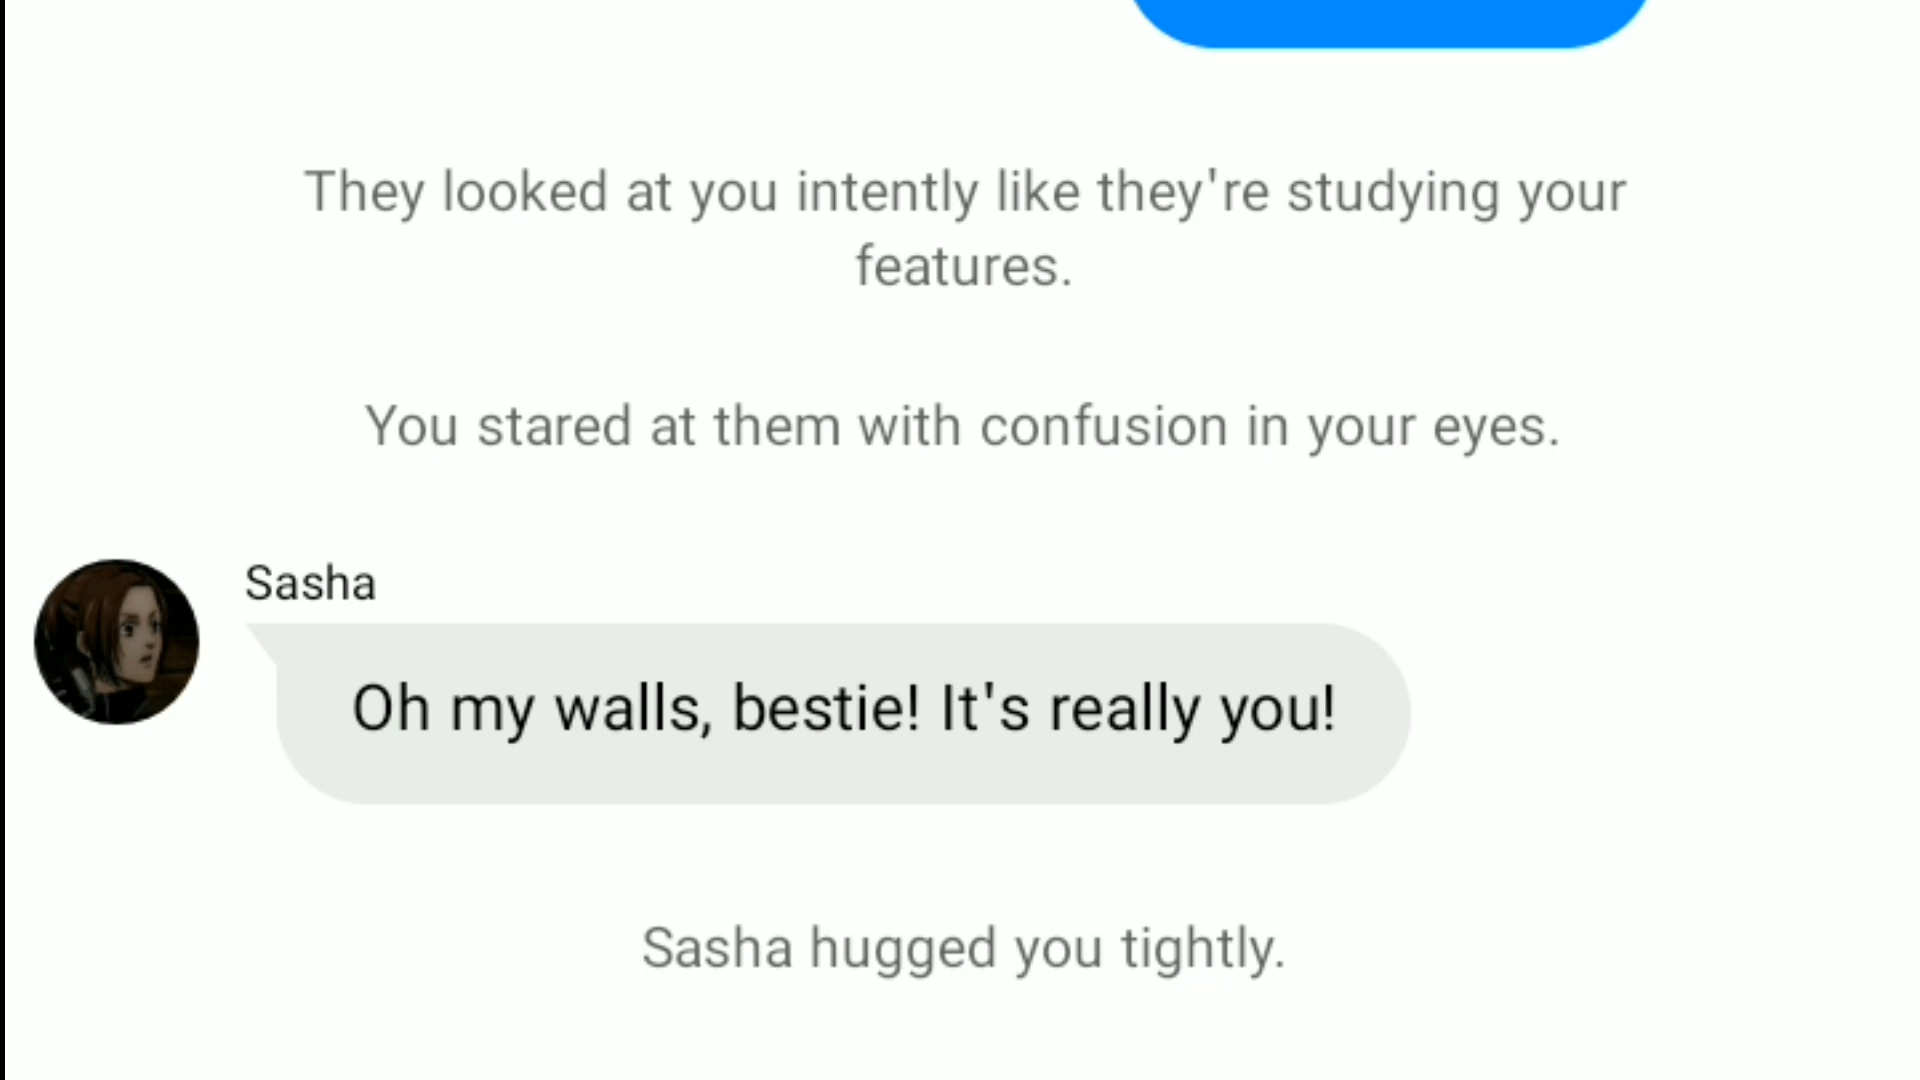 They looked at you intently like they're studying your
features.
You stared at them with confusion in your eyes.
Sasha
Oh my walls, bestie! It's really you!
Sasha hugged you tightly.